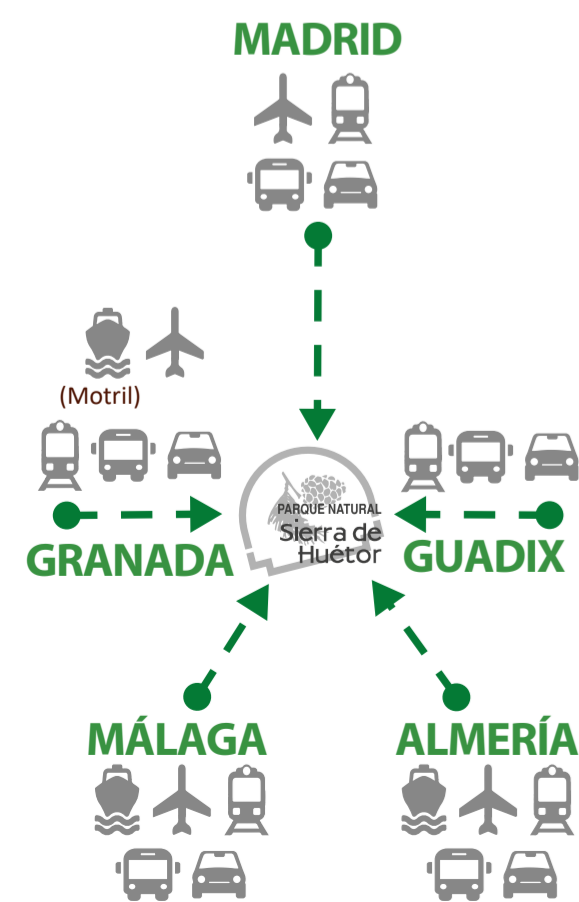 MADRID
(Motril)
PARQUE NATURAL
Sierra de
Huétor
GRANADA
GUADIX
MÁLAGA
ALMERÍA